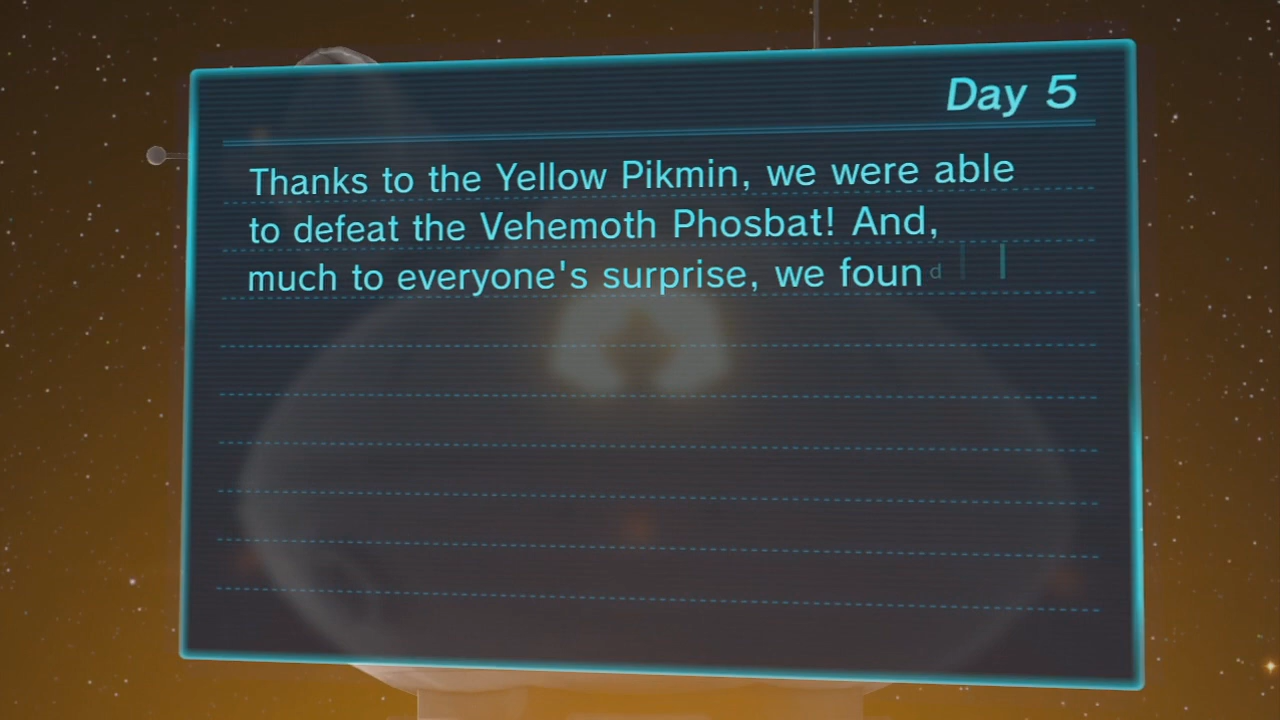 Day 5
Thanks to the Yellow Pikmin, we were able
to defeat the Vehemoth Phosbat! And,
much to everyone's surprise, we found